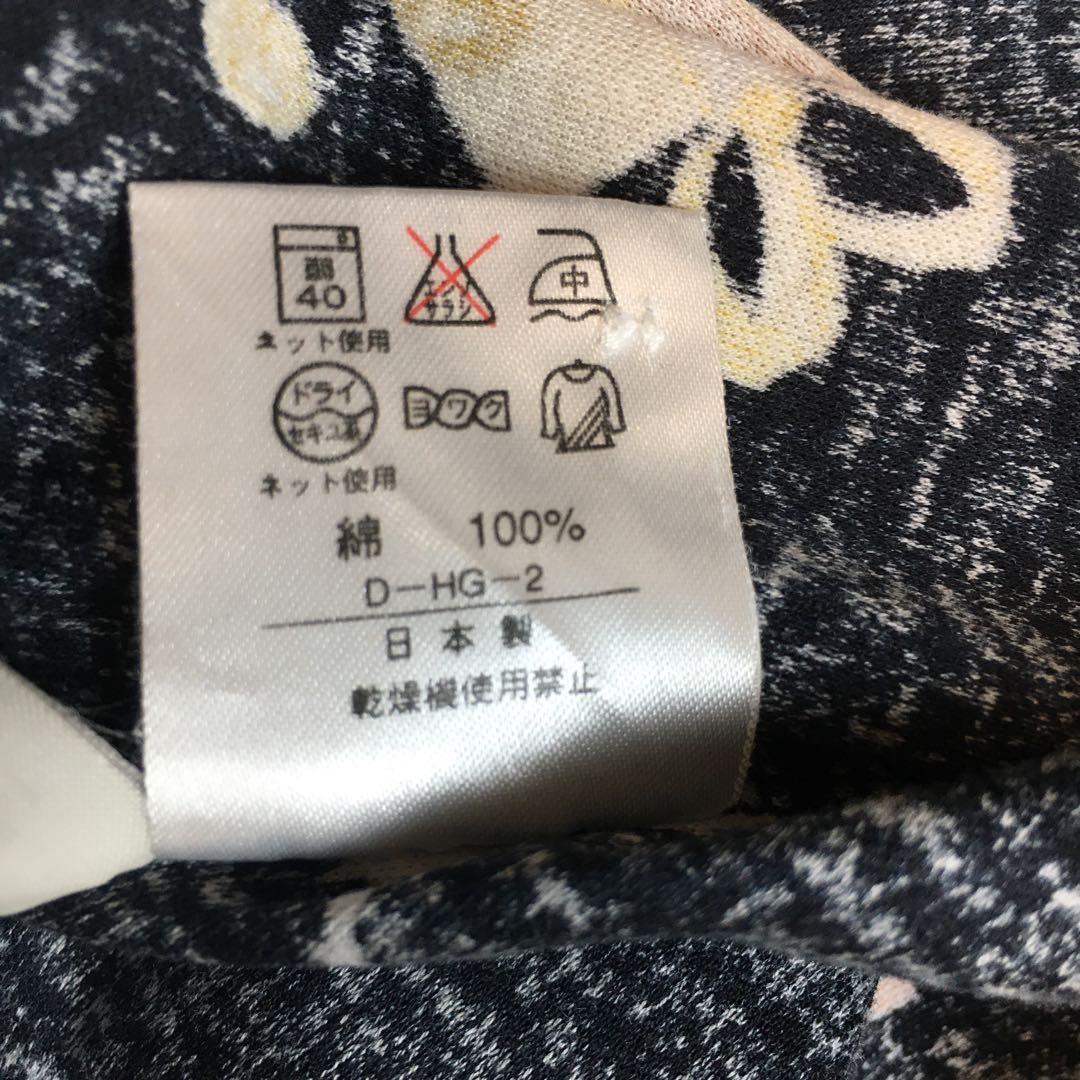 弱
40
エンソ
サラシ
中
ネット使用
ドライ
セキユ系
ヨワク
ネット使用
綿 100%
D-HG-2
日本製
乾燥機使用禁止